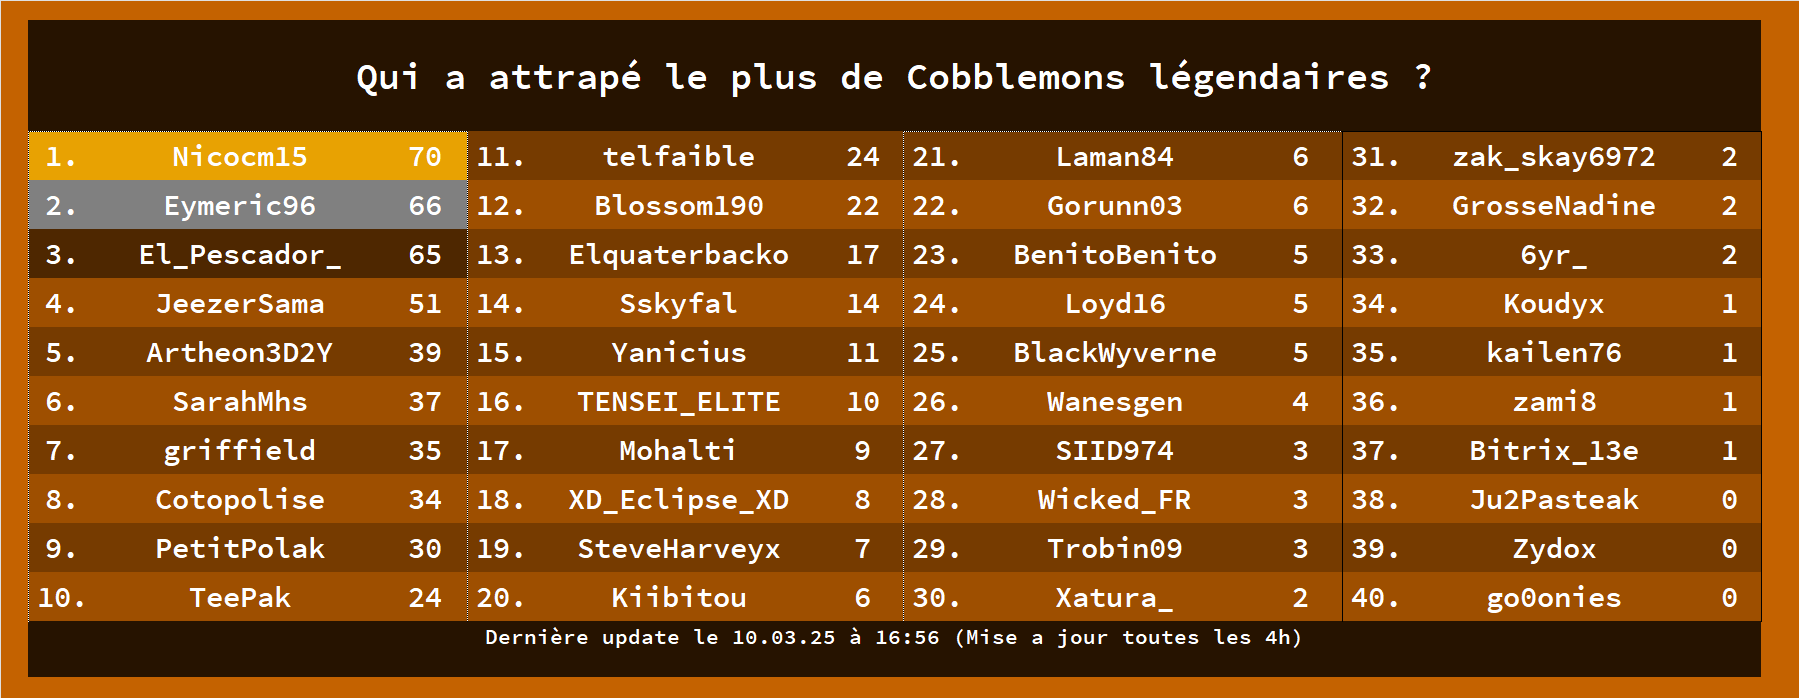 Qui a attrapé le plus de Cobblemons légendaires ?
1. Nicocm15 70
2. Eymeric96 66
3. El_Pescador_ 65
4. JeezerSama 51
5. Artheon3D2Y 39
6. SarahMhs 37
7. griffield 35
8. Cotopolise 34
9. PetitPolak 30
10. TeePak 24
11. telfaible 24
12. Blossom190 22
13. Elquaterbacko 17
14. Sskyfal 14
15. Yanicius 11
16. TENSEI_ELITE 10
17. Mohalti 9
18. XD_Eclipse_XD 8
19. SteveHarveyx 7
20. Kiibitou 6
21. Laman84 6
22. Gorunn03 6
23. BenitoBenito 5
24. Loyd16 5
25. BlackWyverne 5
26. Wanesgen 4
27. SIID974 3
28. Wicked_FR 3
29. Trobin09 3
30. Xatura_ 2
31. zak_skay6972 2
32. GrosseNadine 2
33. 6yr_ 2
34. Koudyx 1
35. kailen76 1
36. zami8 1
37. Bitrix_13e 1
38. Ju2Pasteak 0
39. Zydox 0
40. go0onies 0
Dernière update le 10.03.25 à 16:56 (Mise a jour toutes les 4h)